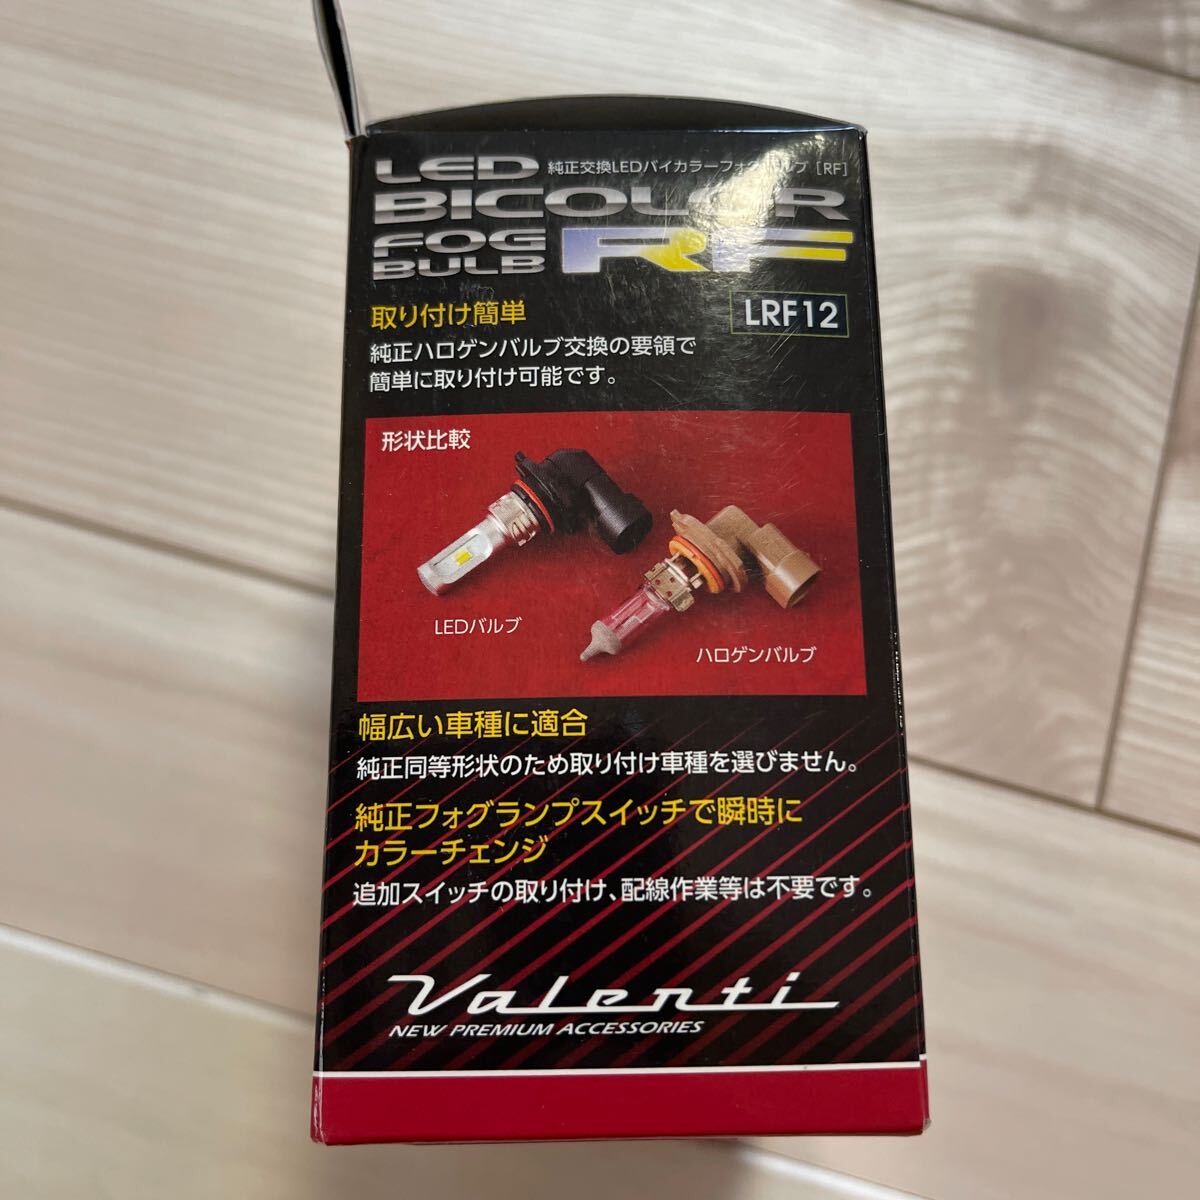 LED 純正交換LEDバイカラーフォグバルブ [RF]
BICOLOR
FOG
BULB RF
LRF12
取り付け簡単
純正ハロゲンバルブ交換の要領で
簡単に取り付け可能です。
形状比較
LEDバルブ
ハロゲンバルブ
幅広い車種に適合
純正同等形状のため取り付け車種を選びません。
純正フォグランプスイッチで瞬時に
カラーチェンジ
追加スイッチの取り付け、配線作業等は不要です。
Valenti
NEW PREMIUM ACCESSORIES